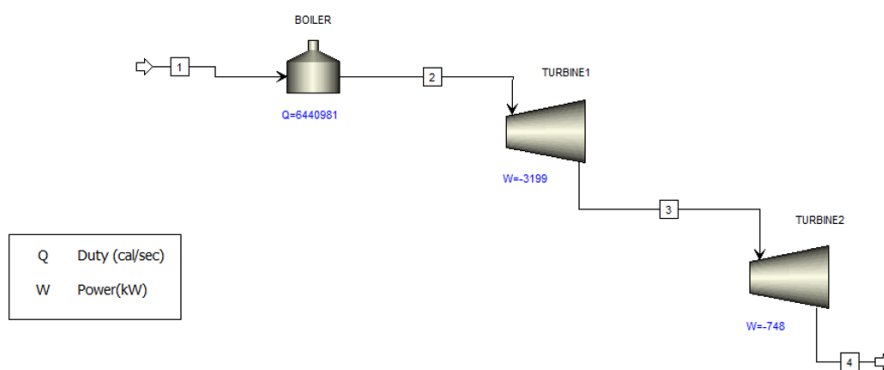 BOILER
1
2
Q=6440981
TURBINE1
W=-3199
3
TURBINE2
W=-748
4
Q Duty (cal/sec)
W Power(kW)